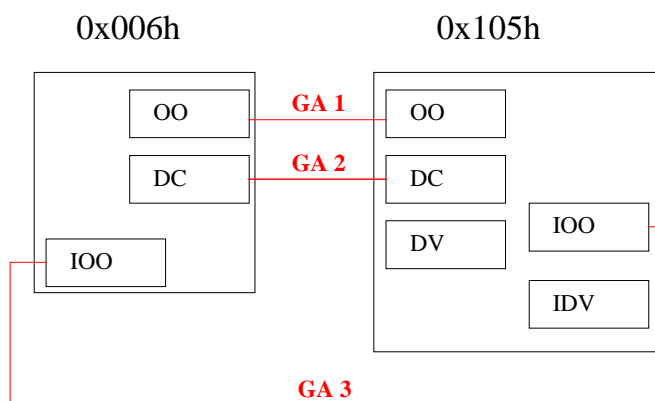 0x006h 0x105h
OO GA 1 OO
DC GA 2 DC
DV IOO
IOO
IDV
GA 3